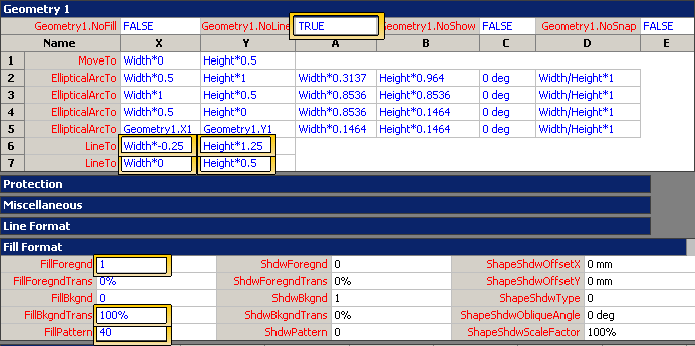 Geometry 1
Geometry1.NoFill FALSE Geometry1.NoLine TRUE Geometry1.NoShow FALSE Geometry1.NoSnap FALSE
Name X Y A B C D E
1 MoveTo Width*0 Height*0.5
2 EllipticalArcTo Width*0.5 Height*1 Width*0.3137 Height*0.964 0 deg Width/Height*1
3 EllipticalArcTo Width*1 Height*0.5 Width*0.8536 Height*0.8536 0 deg Width/Height*1
4 EllipticalArcTo Width*0.5 Height*0 Width*0.8536 Height*0.1464 0 deg Width/Height*1
5 EllipticalArcTo Geometry1.X1 Geometry1.Y1 Width*0.1464 Height*0.1464 0 deg Width/Height*1
6 LineTo Width*-0.25 Height*1.25
7 LineTo Width*0 Height*0.5
Protection
Miscellaneous
Line Format
Fill Format
FillForegnd 1 ShdwForegnd 0 ShapeShdwOffsetX 0 mm
FillForegndTrans 0% ShdwForegndTrans 0% ShapeShdwOffsetY 0 mm
FillBkgnd 0 ShdwBkgnd 1 ShapeShdwType 0
FillBkgndTrans 100% ShdwBkgndTrans 0% ShapeShdwObliqueAngle 0 deg
FillPattern 40 ShdwPattern 0 ShapeShdwScaleFactor 100%